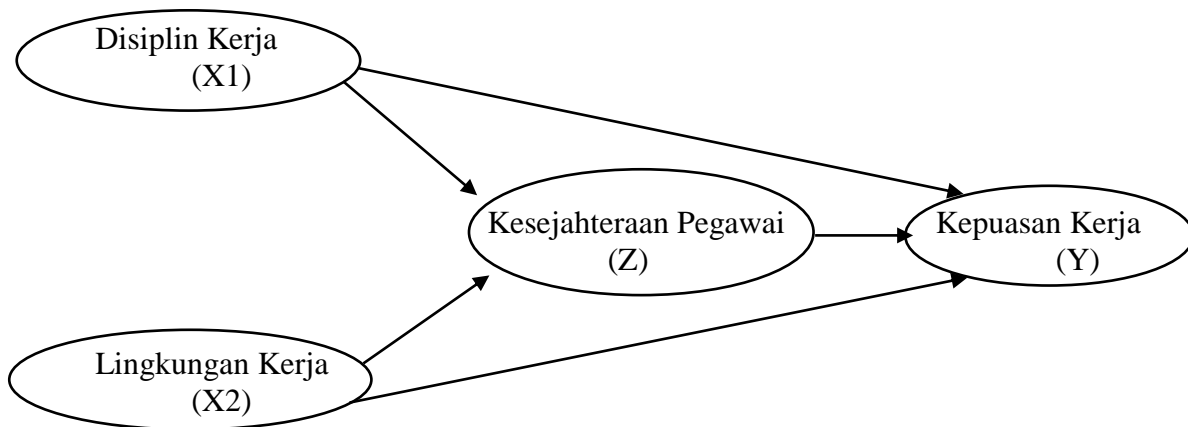 Disiplin Kerja
(X1)
Kesejahteraan Pegawai
(Z)
Kepuasan Kerja
(Y)
Lingkungan Kerja
(X2)